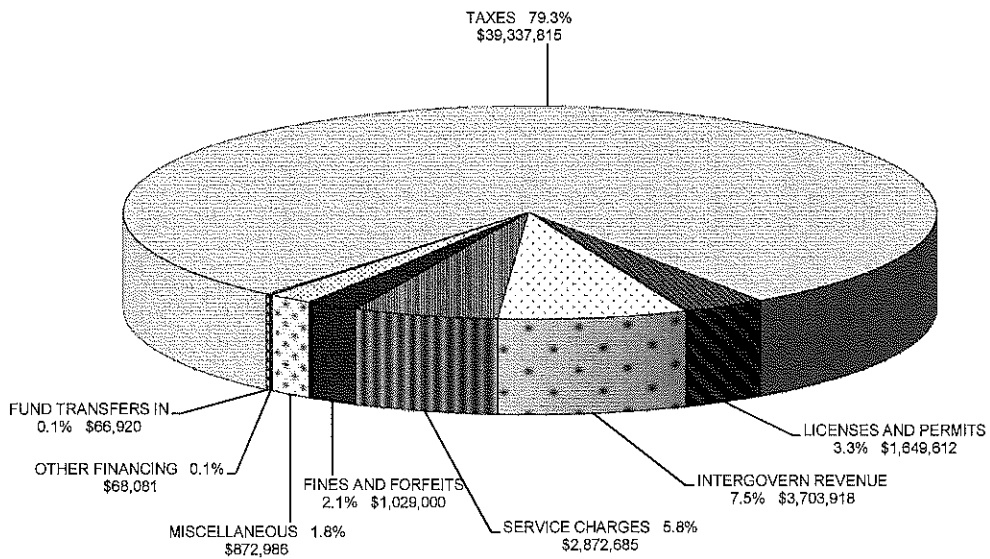 TAXES 79.3%
$39,337,815
FUND TRANSFERS IN
0.1% $66,920
OTHER FINANCING 0.1%
$68,081
MISCELLANEOUS 1.8%
$872,986
FINES AND FORFEITS
2.1% $1,029,000
SERVICE CHARGES 5.8%
$2,872,685
INTERGOVERN REVENUE
7.5% $3,703,918
LICENSES AND PERMITS
3.3% $1,649,612